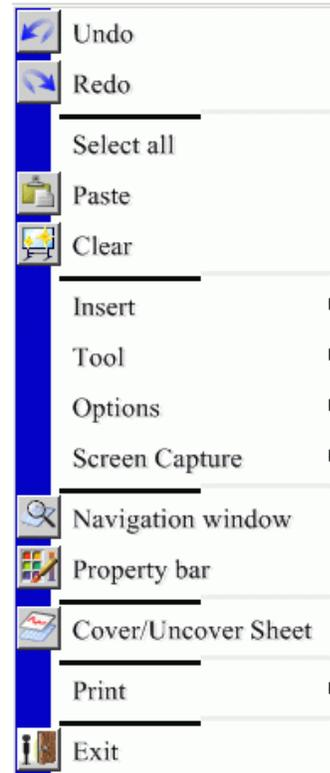 Undo
Redo
Select all
Paste
Clear
Insert
Tool
Options
Screen Capture
Navigation window
Property bar
Cover/Uncover Sheet
Print
Exit